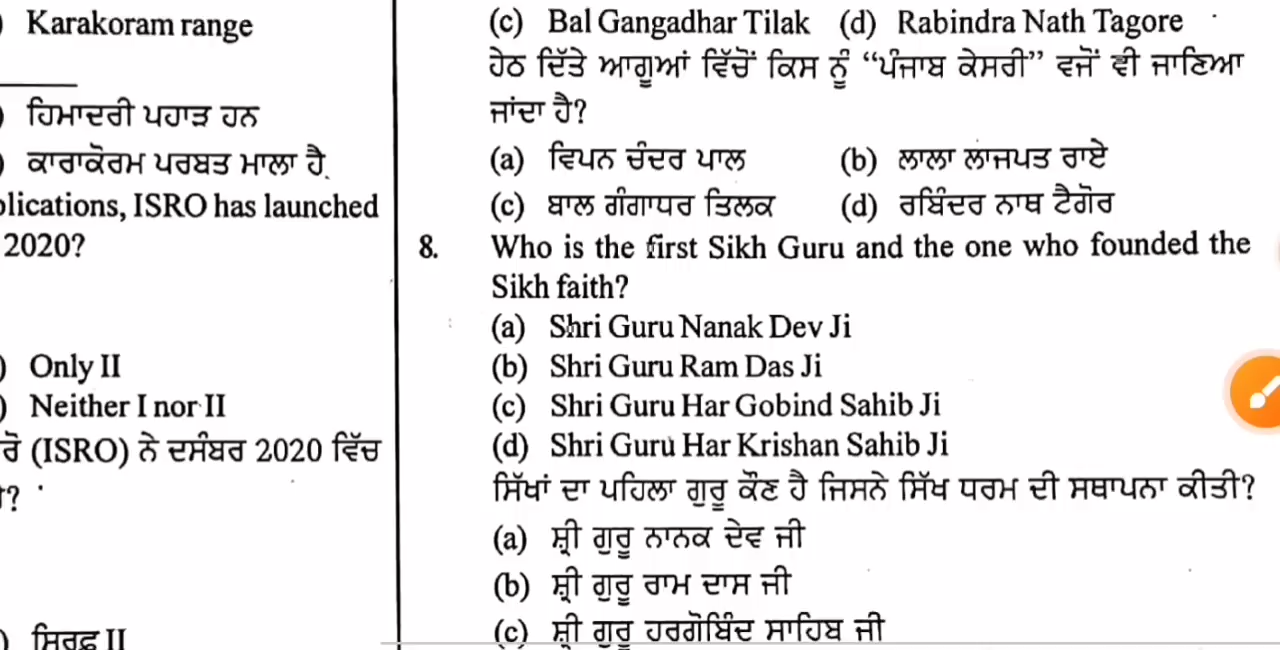 ) Karakoram range
) ਹਿਮਾਦਰੀ ਪਹਾੜ ਹਨ
) ਕਾਰਾਕੋਰਮ ਪਰਬਤ ਮਾਲਾ ਹੈ.
plications, ISRO has launched
2020?
) Only II
) Neither I nor II
ਰੋ (ISRO) ਨੇ ਦਸੰਬਰ 2020 ਵਿੱਚ
?
) ਸਿਰਫ਼ II
(c) Bal Gangadhar Tilak (d) Rabindra Nath Tagore
ਹੇਠ ਦਿੱਤੇ ਆਗੂਆਂ ਵਿੱਚੋਂ ਕਿਸ ਨੂੰ “ਪੰਜਾਬ ਕੇਸਰੀ” ਵਜੋਂ ਵੀ ਜਾਣਿਆ
ਜਾਂਦਾ ਹੈ?
(a) ਵਿਪਨ ਚੰਦਰ ਪਾਲ (b) ਲਾਲਾ ਲਾਜਪਤ ਰਾਏ
(c) ਬਾਲ ਗੰਗਾਧਰ ਤਿਲਕ (d) ਰਬਿੰਦਰ ਨਾਥ ਟੈਗੋਰ
8. Who is the first Sikh Guru and the one who founded the
Sikh faith?
(a) Shri Guru Nanak Dev Ji
(b) Shri Guru Ram Das Ji
(c) Shri Guru Har Gobind Sahib Ji
(d) Shri Guru Har Krishan Sahib Ji
ਸਿੱਖਾਂ ਦਾ ਪਹਿਲਾ ਗੁਰੂ ਕੌਣ ਹੈ ਜਿਸਨੇ ਸਿੱਖ ਧਰਮ ਦੀ ਸਥਾਪਨਾ ਕੀਤੀ?
(a) ਸ਼੍ਰੀ ਗੁਰੂ ਨਾਨਕ ਦੇਵ ਜੀ
(b) ਸ਼੍ਰੀ ਗੁਰੂ ਰਾਮ ਦਾਸ ਜੀ
(c) ਸ਼੍ਰੀ ਗੁਰੂ ਹਰਗੋਬਿੰਦ ਸਾਹਿਬ ਜੀ